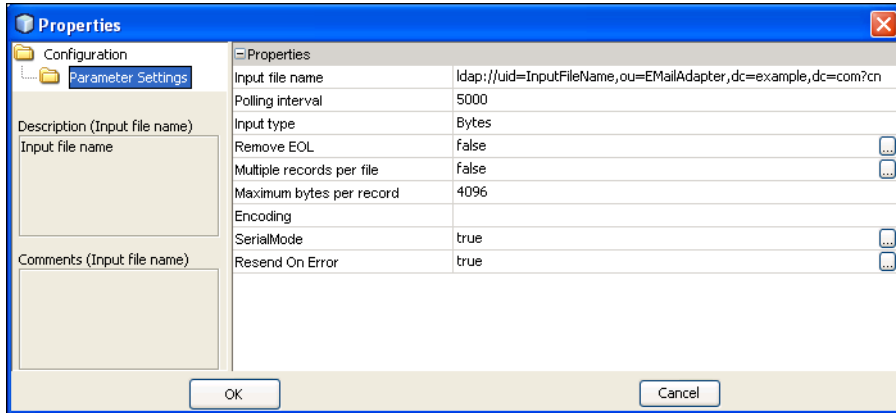 Properties
Configuration
Parameter Settings
Description (Input file name)
Input file name
Comments (Input file name)
Properties
Input file name ldap://uid=InputFileName,ou=EMailAdapter,dc=example,dc=com?cn
Polling interval 5000
Input type Bytes
Remove EOL false ...
Multiple records per file false ...
Maximum bytes per record 4096
Encoding
SerialMode true ...
Resend On Error true ...
OK Cancel